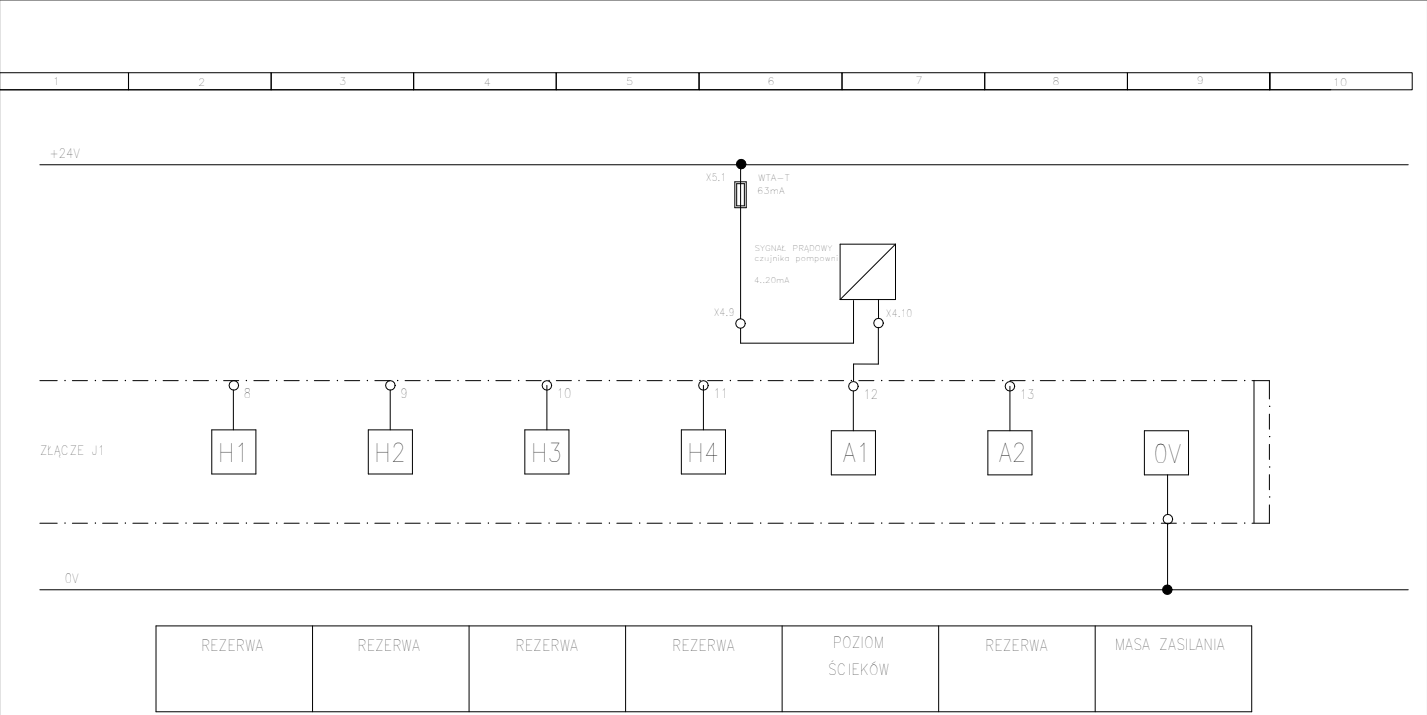 1 2 3 4 5 6 7 8 9 10
+24V
X5.1 WTA-T
63mA
SYGNAŁ PRĄDOWY
czujnika pompowni
4..20mA
X4.9 X4.10
8 9 10 11 12 13
ZŁĄCZE J1 H1 H2 H3 H4 A1 A2 0V
0V
REZERWA REZERWA REZERWA REZERWA POZIOM REZERWA MASA ZASILANIA
ŚCIEKÓW